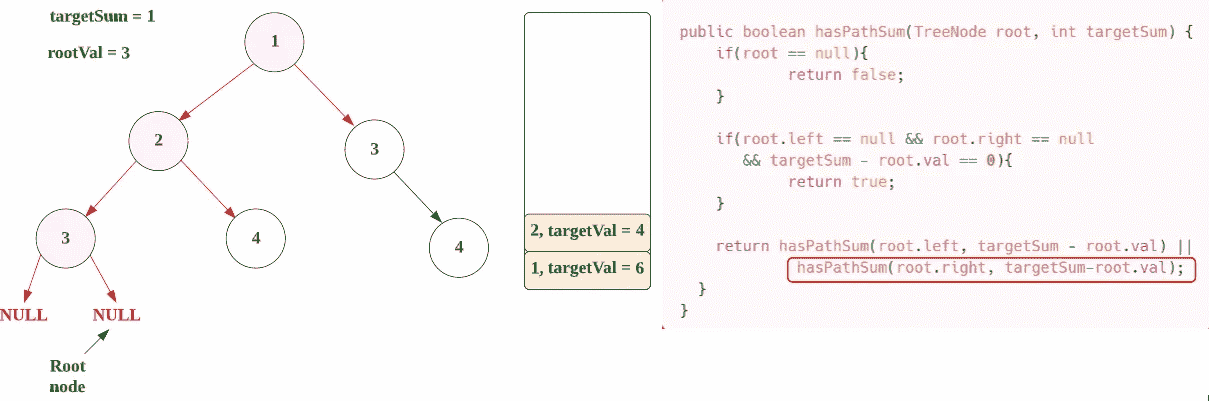 targetSum = 1
rootVal = 3
1
2
3
3
4
4
NULL
NULL
Root
node
2, targetVal = 4
1, targetVal = 6
public boolean hasPathSum(TreeNode root, int targetSum) {
if(root == null){
return false;
}
if(root.left == null && root.right == null
&& targetSum - root.val == 0){
return true;
}
return hasPathSum(root.left, targetSum - root.val) ||
hasPathSum(root.right, targetSum-root.val);
}
}